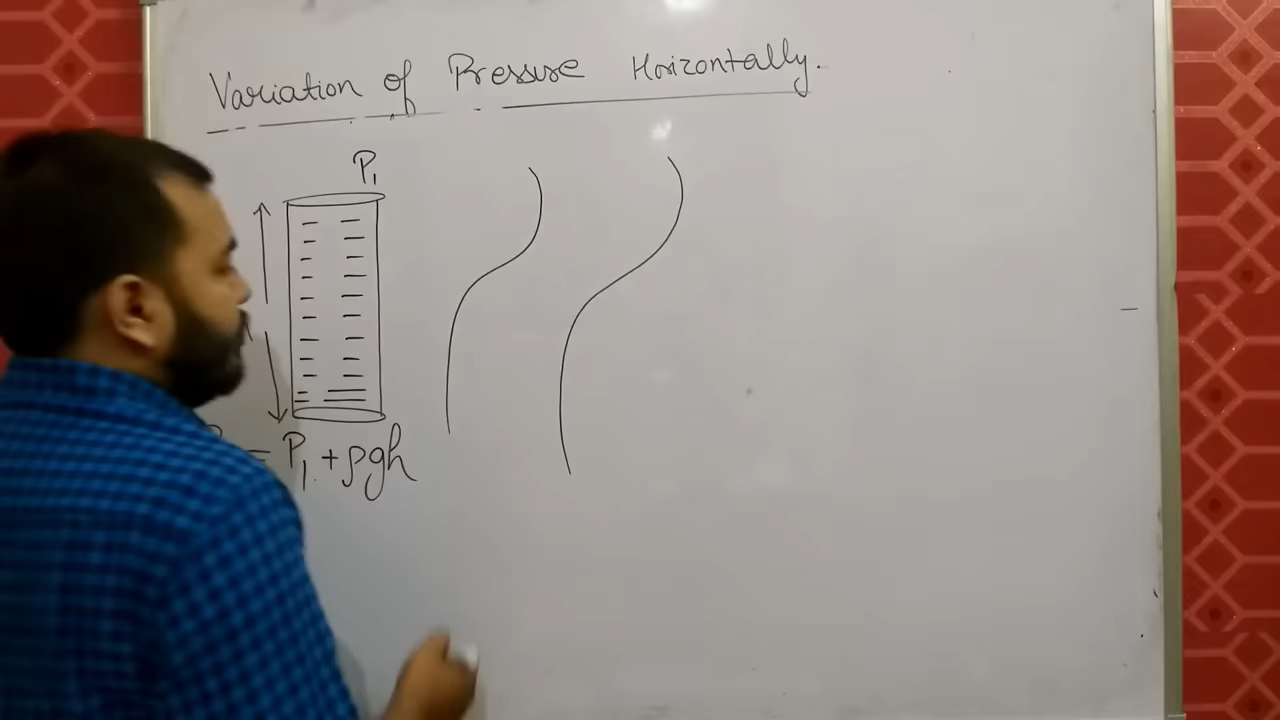 Variation of Pressure Horizontally.
P₁
= P₁ + ρgh